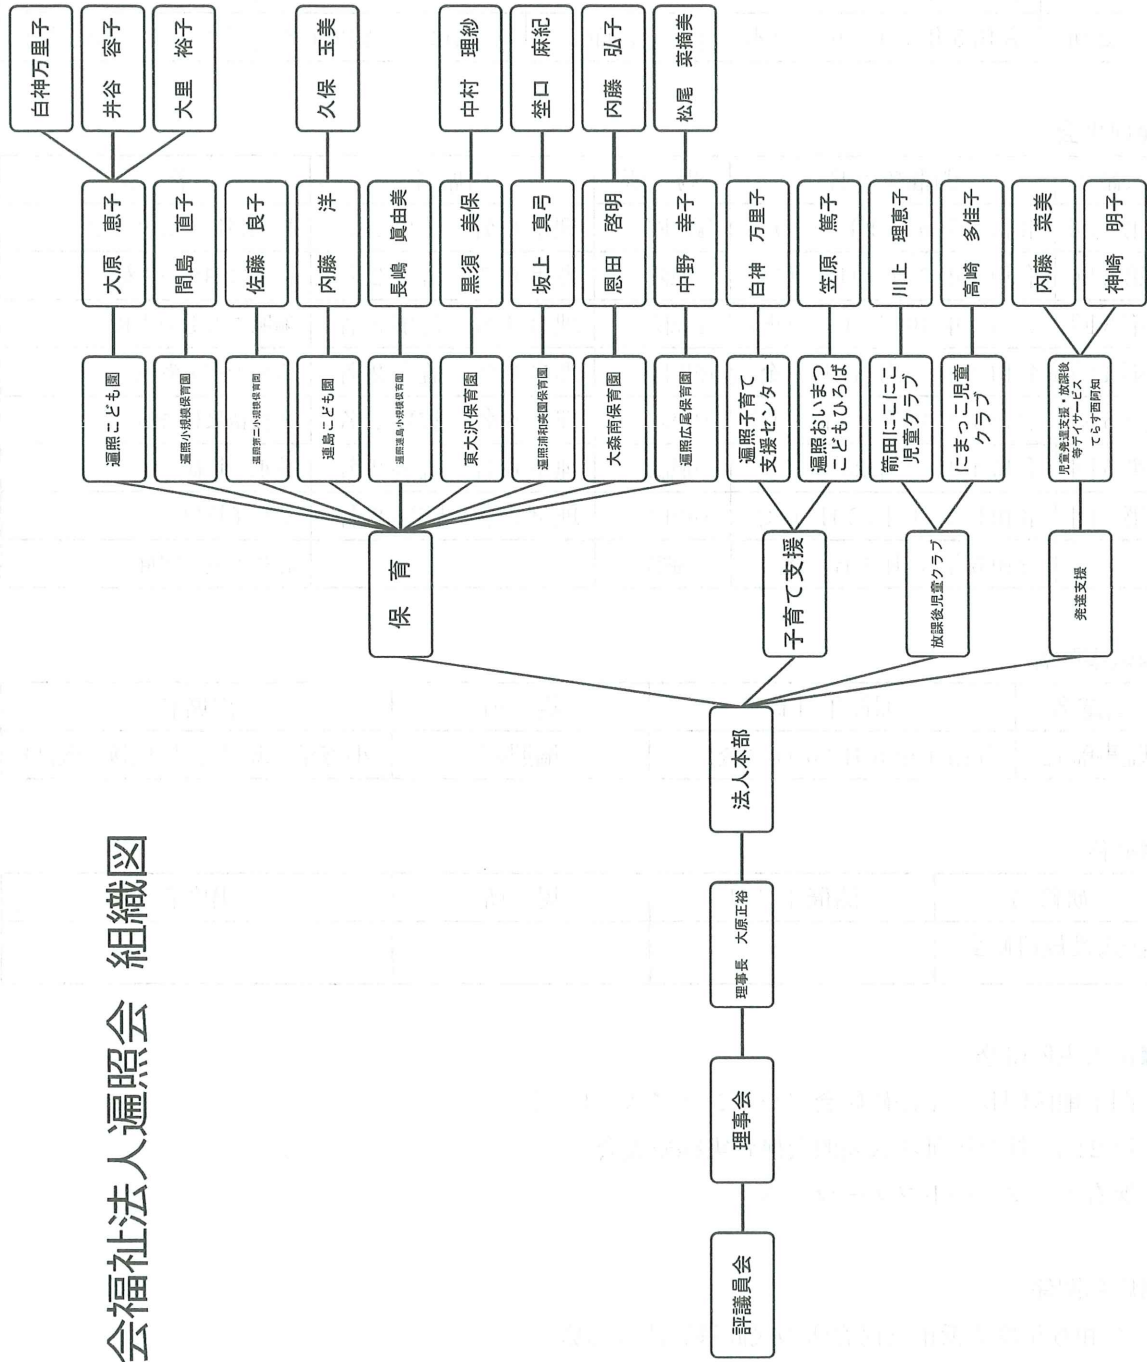 会福祉法人遍照会　組織図
評議員会
理事会
理事長　大原正裕
法人本部
保　育
子育て支援
放課後児童クラブ
発達支援
遍照こども園
遍照小規模保育園
遍照第二小規模保育園
連島こども園
遍照連島小規模保育園
東大沢保育園
遍照浦和美園保育園
大森南保育園
遍照広尾保育園
遍照子育て
支援センター
遍照おいまつ
こどもひろば
箭田にこにこ
児童クラブ
にまっこ児童
クラブ
児童発達支援・放課後
等デイサービス
てらす西阿知
大原　恵子
間島　直子
佐藤　良子
内藤　洋
長嶋　眞由美
黒須　美保
坂上　真弓
恩田　啓明
中野　幸子
白神　万里子
笠原　篤子
川上　理恵子
高崎　多佳子
内藤　菜美
神崎　明子
白神万里子
井谷　容子
大里　裕子
久保　玉美
中村　理紗
埜口　麻紀
内藤　弘子
松尾　菜摘美